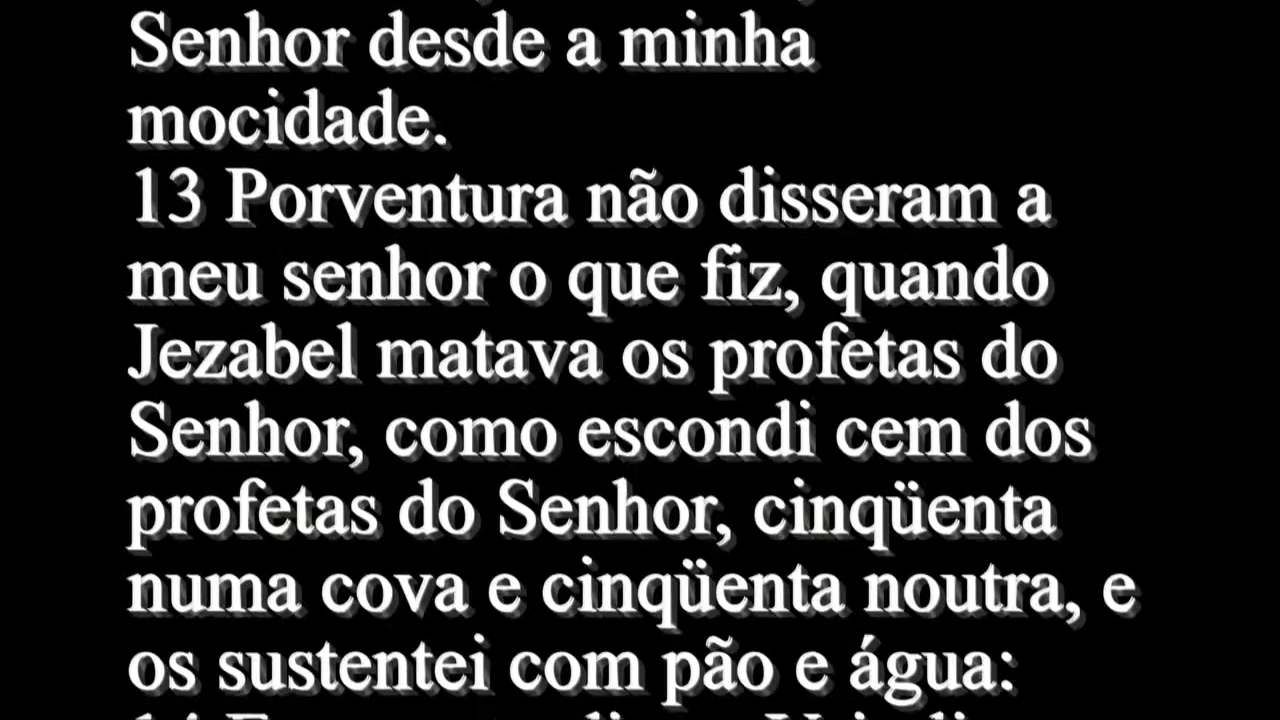 Senhor desde a minha
mocidade.
13 Porventura não disseram a
meu senhor o que fiz, quando
Jezabel matava os profetas do
Senhor, como escondi cem dos
profetas do Senhor, cinqüenta
numa cova e cinqüenta noutra, e
os sustentei com pão e água: